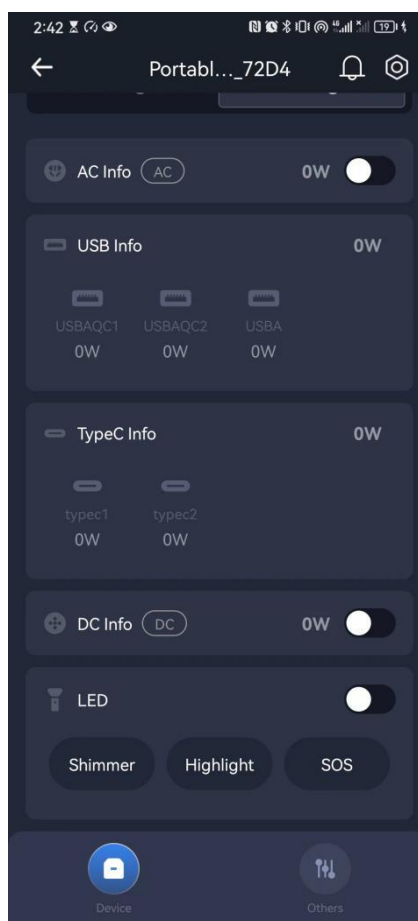 2:42
19
Portabl..._72D4
AC Info AC 0W
USB Info 0W
USBAQC1 USBAQC2 USBA
0W 0W 0W
TypeC Info 0W
typec1 typec2
0W 0W
DC Info DC 0W
LED
Shimmer Highlight SOS
Device Others